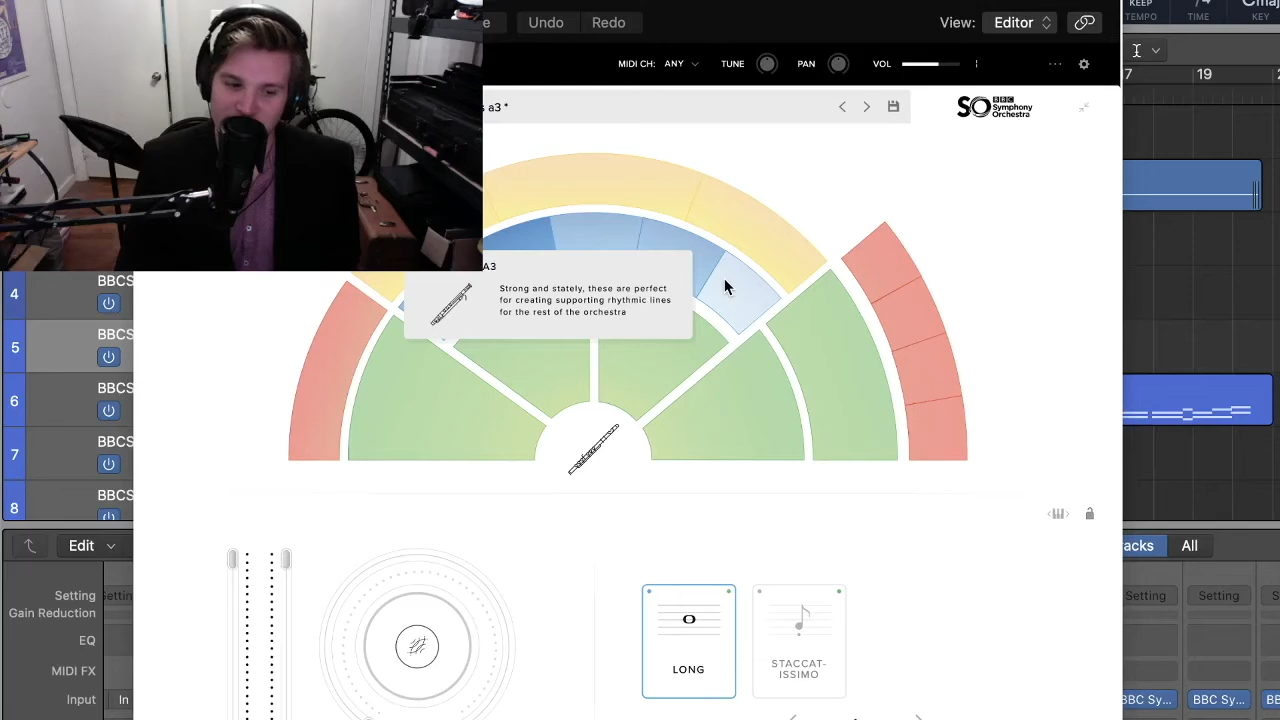 Undo Redo View: Editor
KEEP
TEMPO TIME KEY
MIDI CH: ANY TUNE PAN VOL
17 19
s a3 *
SO BBC
Symphony
Orchestra
A3
Strong and stately, these are perfect
for creating supporting rhythmic lines
for the rest of the orchestra
4 BBCS
5 BBCS
6 BBCS
7 BBCS
8 BBCS
Edit
acks All
Setting Setting Setting
Gain Reduction
EQ
MIDI FX
Input In
LONG
STACCAT-
ISSIMO
BBC Sy... BBC Sy... BB